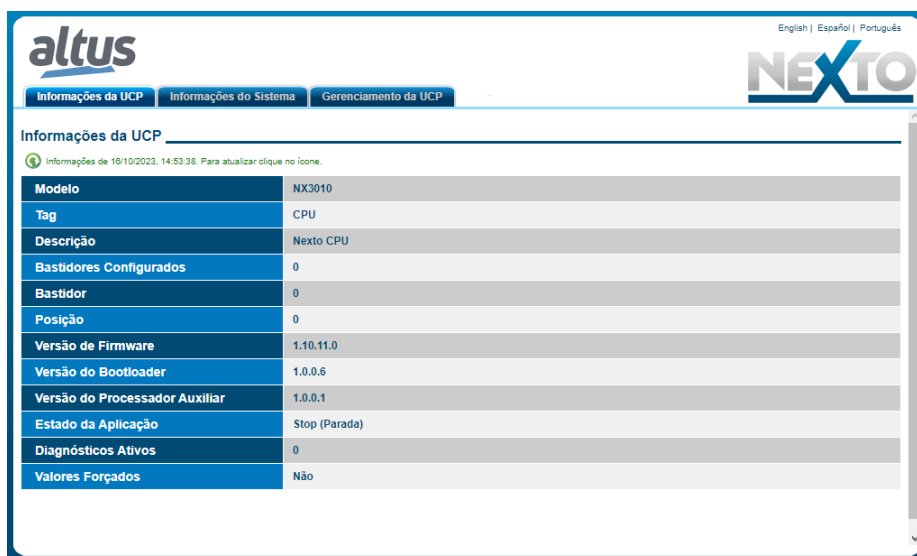 English | Español | Português
altus
NEXTO
Informações da UCP Informações do Sistema Gerenciamento da UCP
Informações da UCP
Informações de 16/10/2023, 14:53:38. Para atualizar clique no ícone.
Modelo NX3010
Tag CPU
Descrição Nexto CPU
Bastidores Configurados 0
Bastidor 0
Posição 0
Versão de Firmware 1.10.11.0
Versão do Bootloader 1.0.0.6
Versão do Processador Auxiliar 1.0.0.1
Estado da Aplicação Stop (Parada)
Diagnósticos Ativos 0
Valores Forçados Não